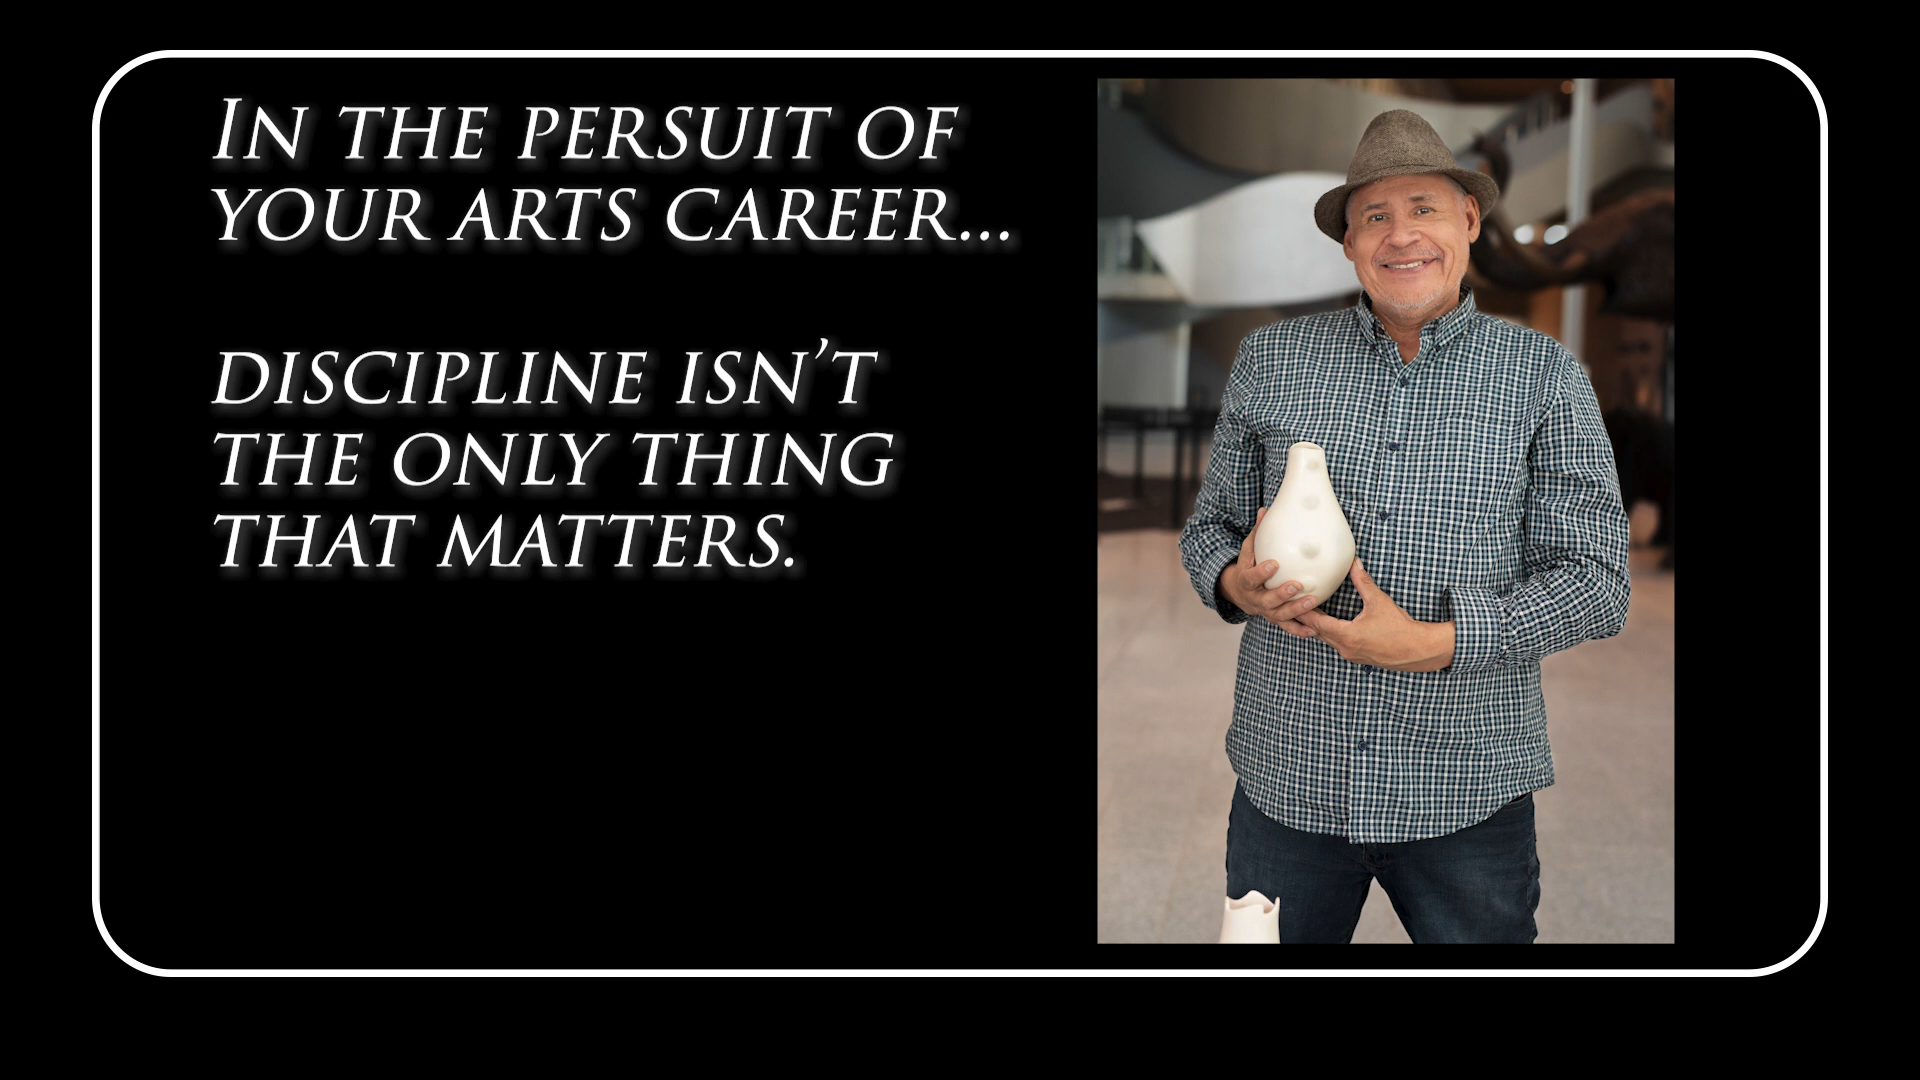 In the persuit of
your arts career...
discipline isn't
the only thing
that matters.